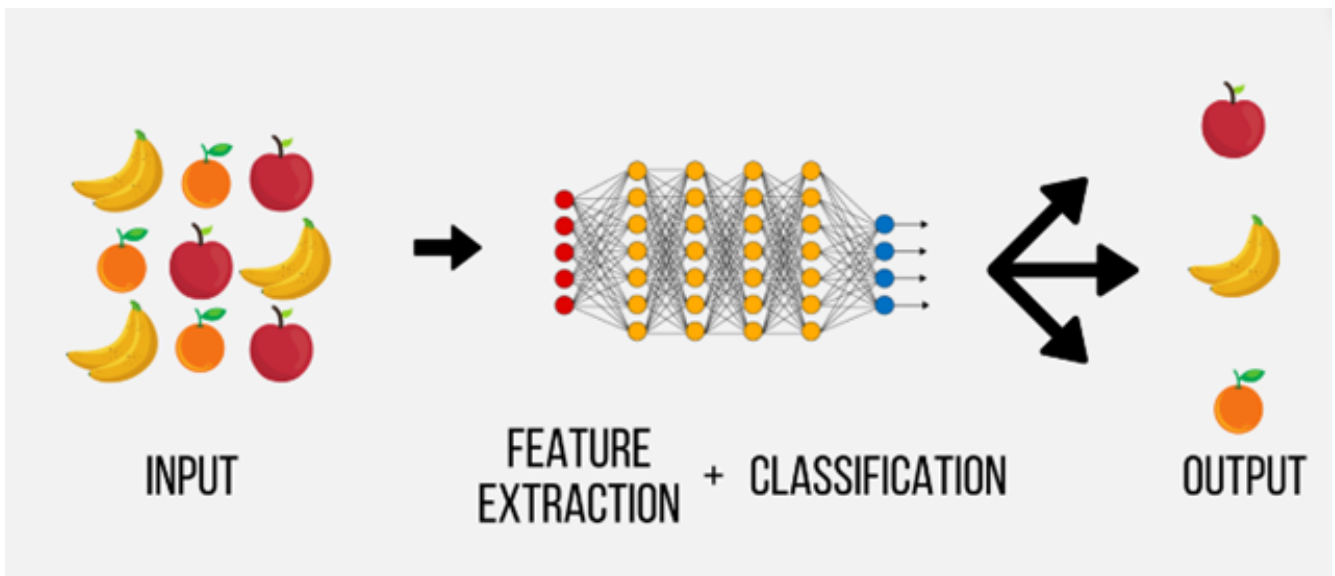 INPUT
FEATURE
EXTRACTION
+
CLASSIFICATION
OUTPUT